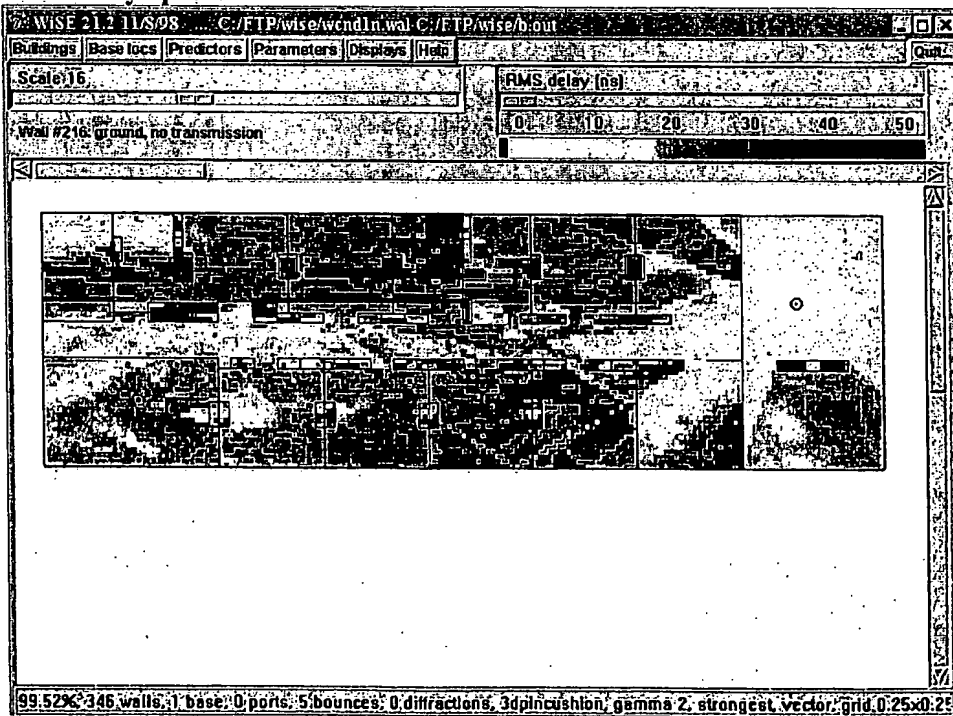 WiSE 21.2 11/8/98 C:/FTP/wise/wcnd1n.wal C:/FTP/wise/b.out
Buildings Base locs Predictors Parameters Displays Help Quit
Scale 16
RMS delay [ns]
Wall #216: ground, no transmission
0 10 20 30 40 50
99.52%, 346 walls, 1 base, 0 ports, 5 bounces, 0 diffractions, 3dpincushion, gamma 2, strongest, vector, grid 0.25x0.25